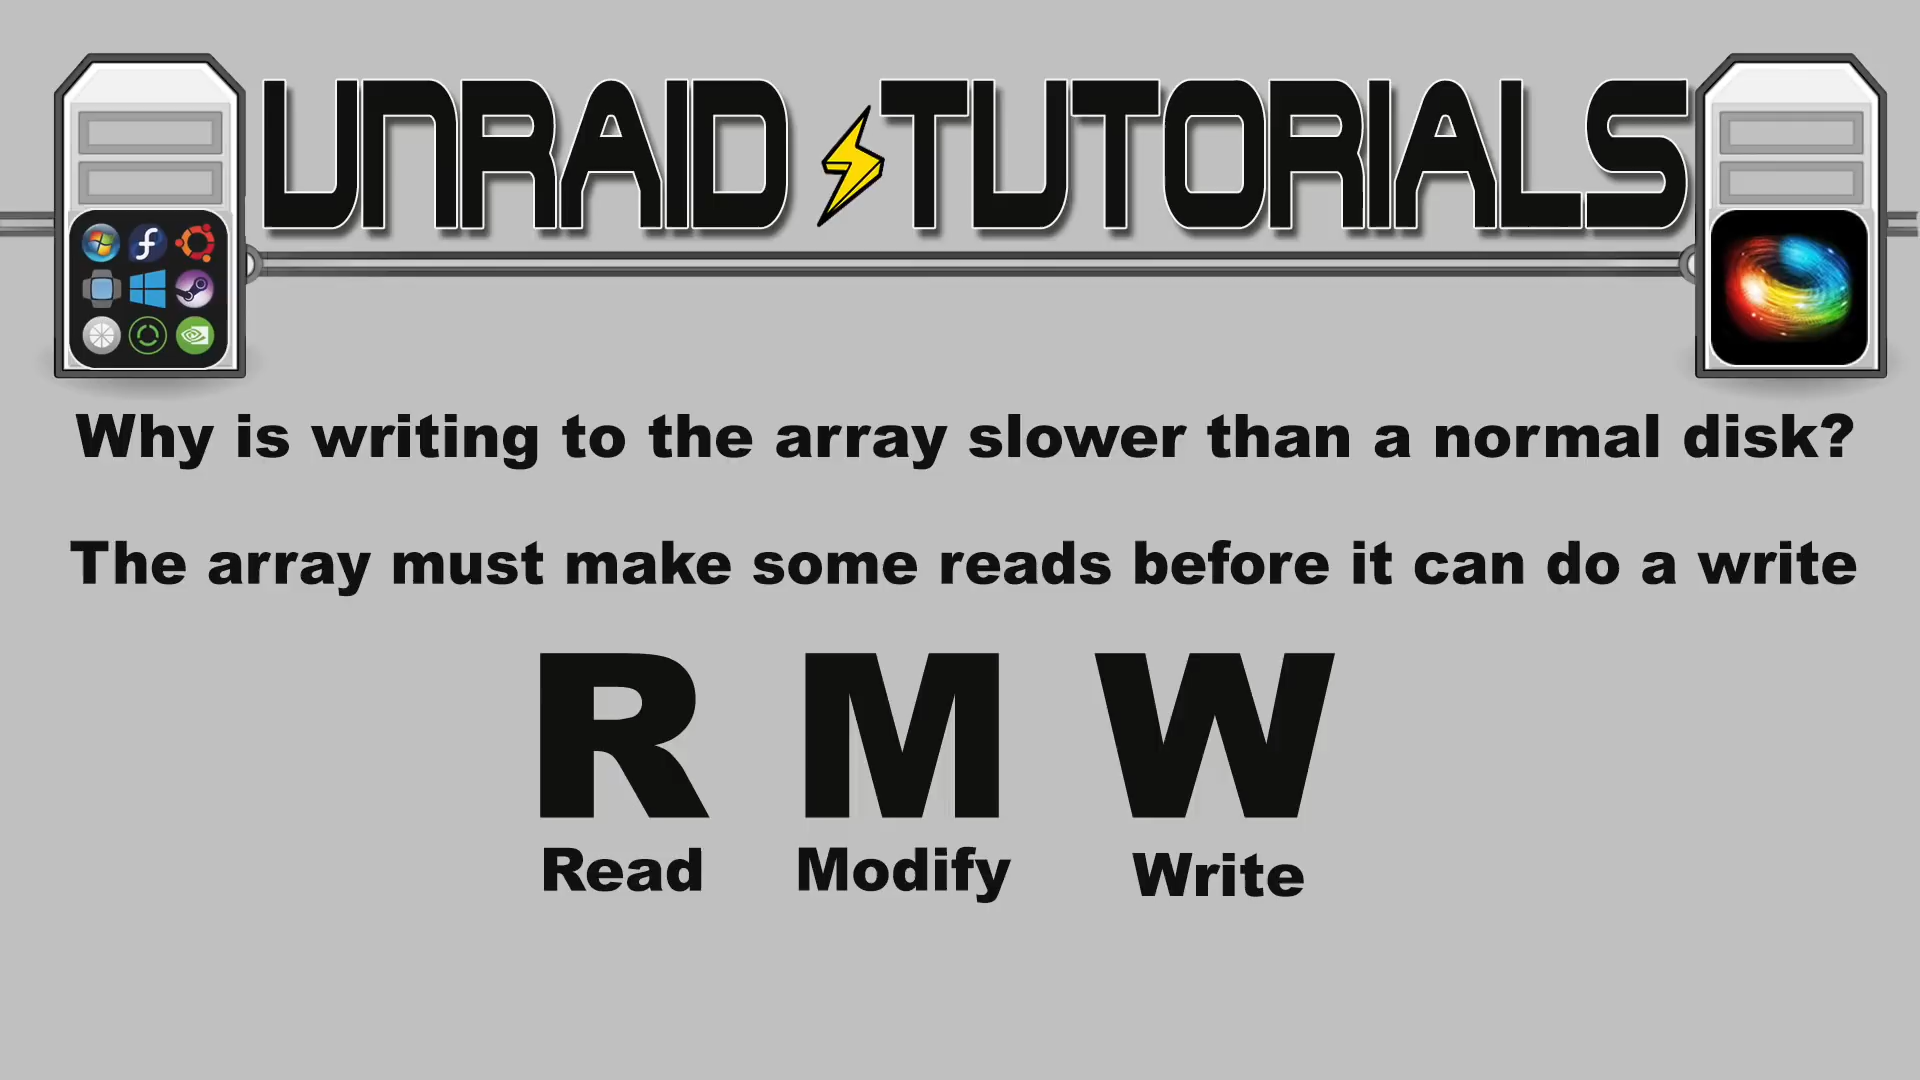 UNRAID TUTORIALS
Why is writing to the array slower than a normal disk?
The array must make some reads before it can do a write
R M W
Read Modify Write